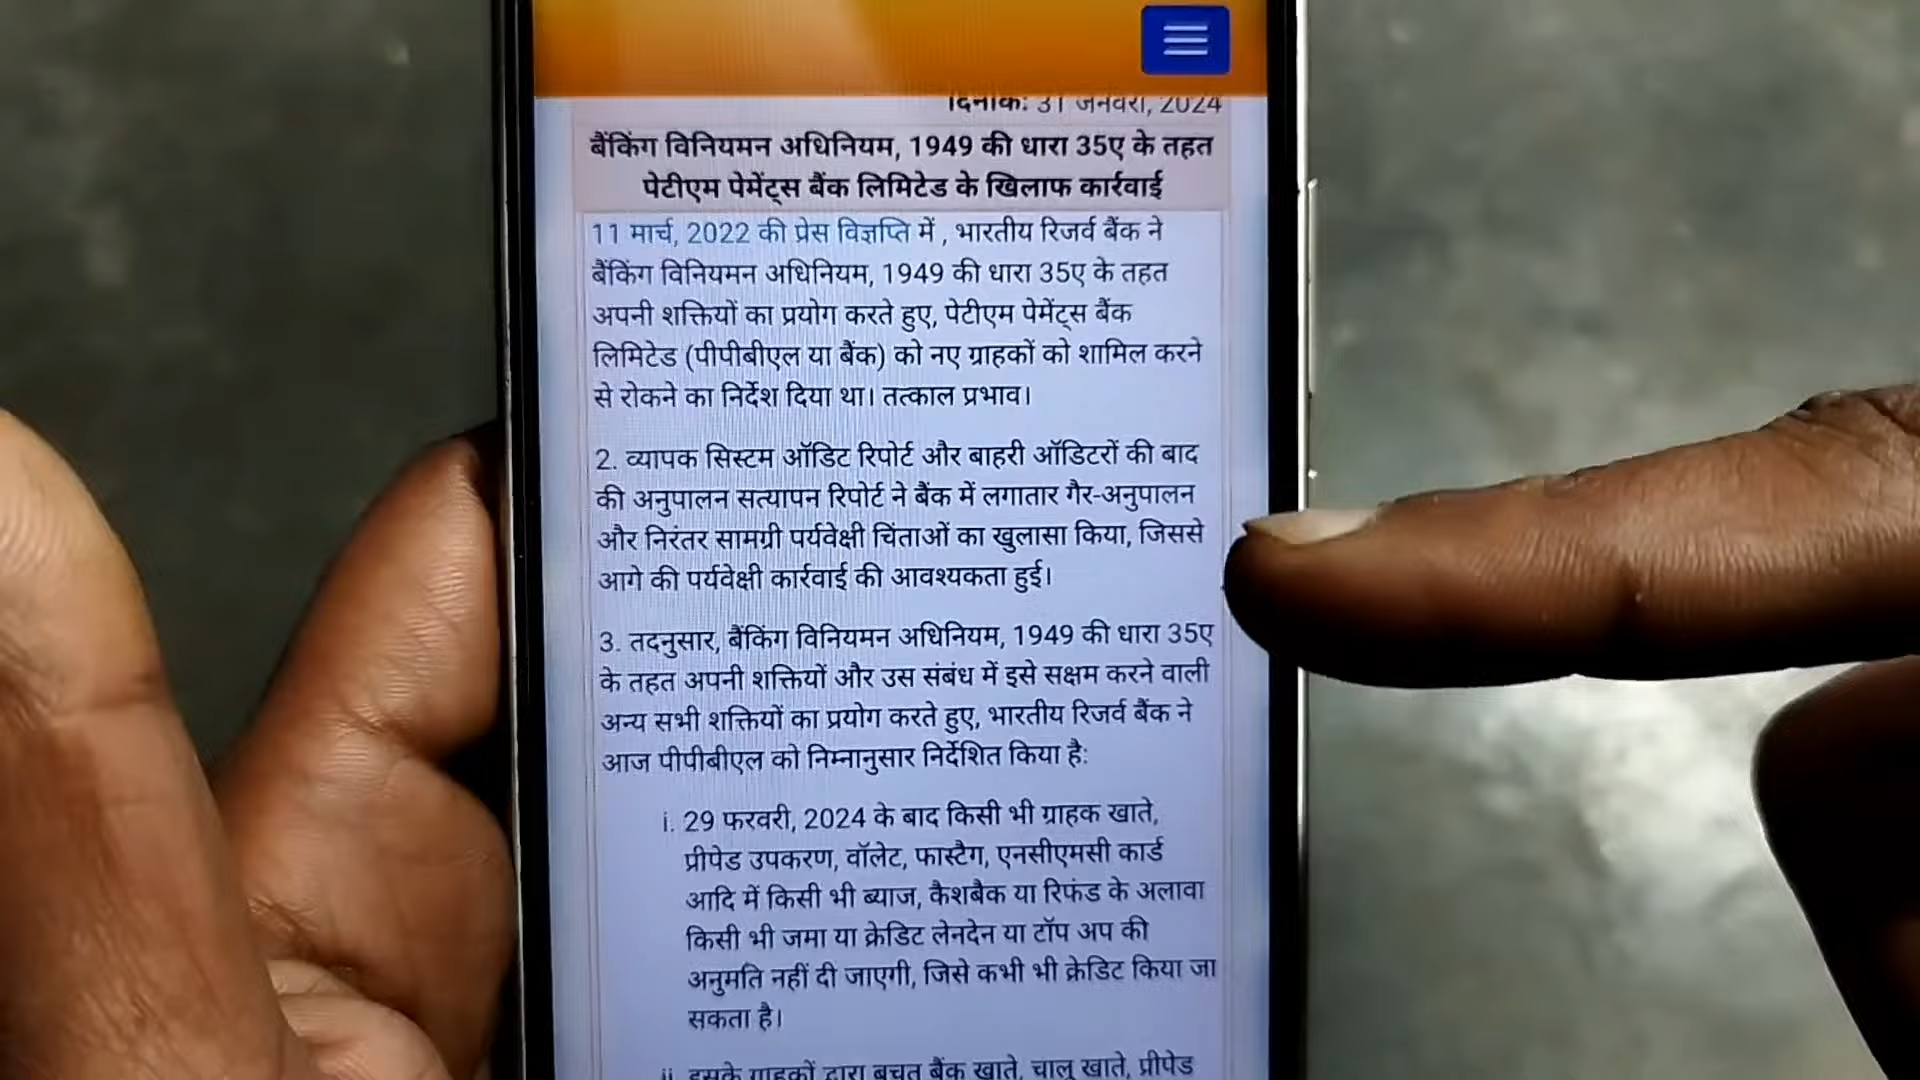 दिनांक: 31 जनवरी, 2024
बैंकिंग विनियमन अधिनियम, 1949 की धारा 35ए के तहत
पेटीएम पेमेंट्स बैंक लिमिटेड के खिलाफ कार्रवाई
11 मार्च, 2022 की प्रेस विज्ञप्ति में , भारतीय रिजर्व बैंक ने
बैंकिंग विनियमन अधिनियम, 1949 की धारा 35ए के तहत
अपनी शक्तियों का प्रयोग करते हुए, पेटीएम पेमेंट्स बैंक
लिमिटेड (पीपीबीएल या बैंक) को नए ग्राहकों को शामिल करने
से रोकने का निर्देश दिया था। तत्काल प्रभाव।
2. व्यापक सिस्टम ऑडिट रिपोर्ट और बाहरी ऑडिटरों की बाद
की अनुपालन सत्यापन रिपोर्ट ने बैंक में लगातार गैर-अनुपालन
और निरंतर सामग्री पर्यवेक्षी चिंताओं का खुलासा किया, जिससे
आगे की पर्यवेक्षी कार्रवाई की आवश्यकता हुई।
3. तदनुसार, बैंकिंग विनियमन अधिनियम, 1949 की धारा 35ए
के तहत अपनी शक्तियों और उस संबंध में इसे सक्षम करने वाली
अन्य सभी शक्तियों का प्रयोग करते हुए, भारतीय रिजर्व बैंक ने
आज पीपीबीएल को निम्नानुसार निर्देशित किया है:
i. 29 फरवरी, 2024 के बाद किसी भी ग्राहक खाते,
प्रीपेड उपकरण, वॉलेट, फास्टैग, एनसीएमसी कार्ड
आदि में किसी भी ब्याज, कैशबैक या रिफंड के अलावा
किसी भी जमा या क्रेडिट लेनदेन या टॉप अप की
अनुमति नहीं दी जाएगी, जिसे कभी भी क्रेडिट किया जा
सकता है।
ii. इसके ग्राहकों द्वारा बचत बैंक खाते, चालू खाते, प्रीपेड